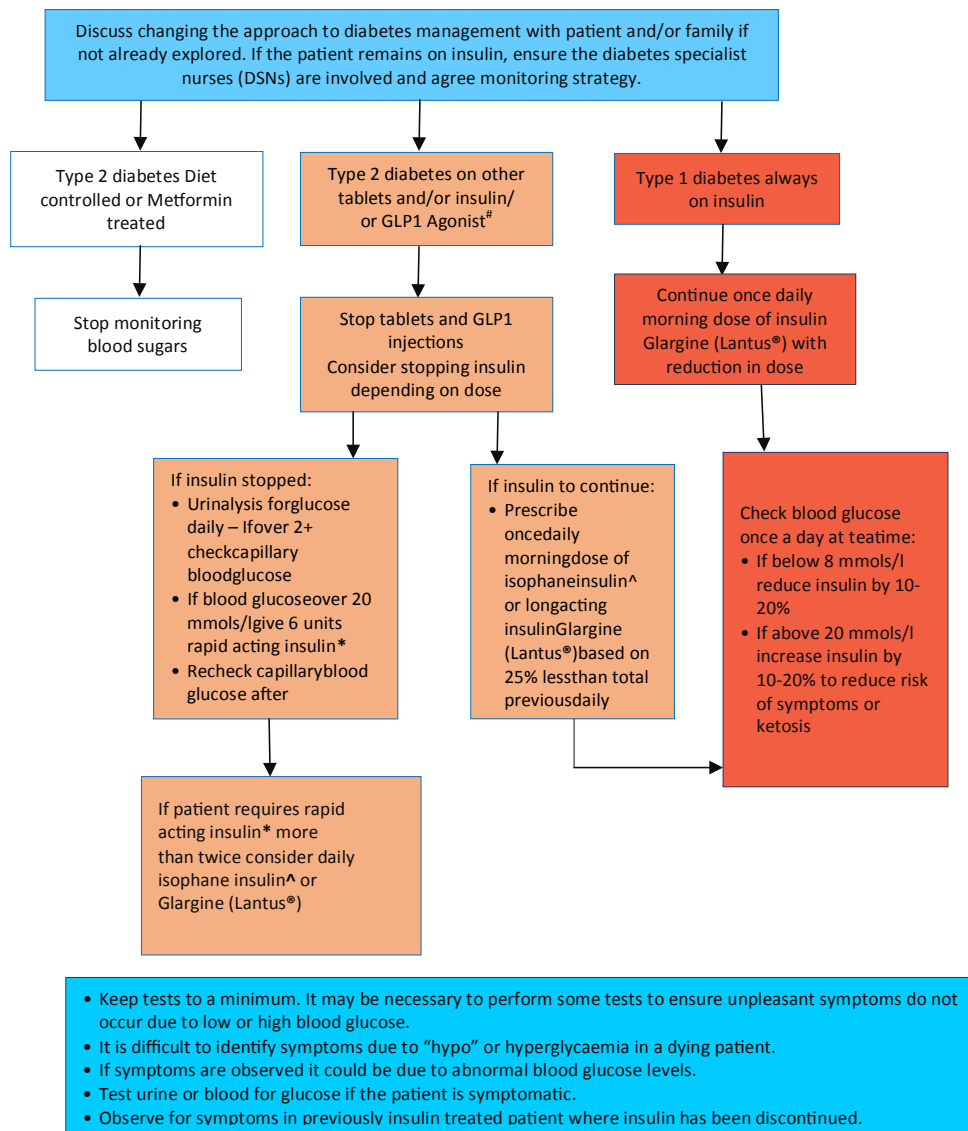 Discuss changing the approach to diabetes management with patient and/or family if
not already explored. If the patient remains on insulin, ensure the diabetes specialist
nurses (DSNs) are involved and agree monitoring strategy.
Type 2 diabetes Diet
controlled or Metformin
treated
Type 2 diabetes on other
tablets and/or insulin/
or GLP1 Agonist#
Type 1 diabetes always
on insulin
Stop monitoring
blood sugars
Stop tablets and GLP1
injections
Consider stopping insulin
depending on dose
Continue once daily
morning dose of insulin
Glargine (Lantus®) with
reduction in dose
If insulin stopped:
• Urinalysis forglucose
daily – Ifover 2+
checkcapillary
bloodglucose
• If blood glucoseover 20
mmols/lgive 6 units
rapid acting insulin*
• Recheck capillaryblood
glucose after
If insulin to continue:
• Prescribe
oncedaily
morningdose of
isophaneinsulin^
or longacting
insulinGlargine
(Lantus®)based on
25% lessthan total
previousdaily
Check blood glucose
once a day at teatime:
• If below 8 mmols/l
reduce insulin by 10-
20%
• If above 20 mmols/l
increase insulin by
10-20% to reduce risk
of symptoms or
ketosis
If patient requires rapid
acting insulin* more
than twice consider daily
isophane insulin^ or
Glargine (Lantus®)
• Keep tests to a minimum. It may be necessary to perform some tests to ensure unpleasant symptoms do not
occur due to low or high blood glucose.
• It is difficult to identify symptoms due to “hypo” or hyperglycaemia in a dying patient.
• If symptoms are observed it could be due to abnormal blood glucose levels.
• Test urine or blood for glucose if the patient is symptomatic.
• Observe for symptoms in previously insulin treated patient where insulin has been discontinued.